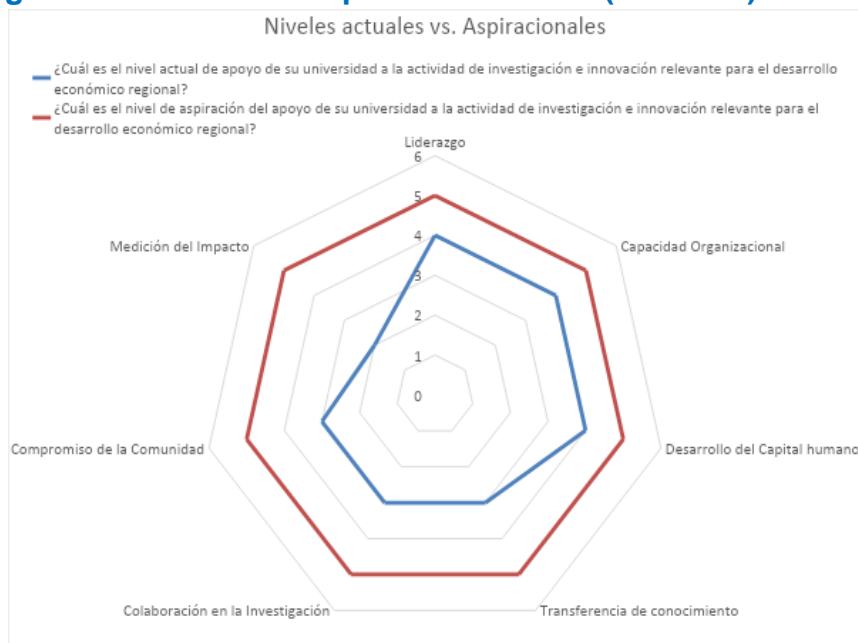 Niveles actuales vs. Aspiracionales
¿Cuál es el nivel actual de apoyo de su universidad a la actividad de investigación e innovación relevante para el desarrollo
económico regional?
¿Cuál es el nivel de aspiración del apoyo de su universidad a la actividad de investigación e innovación relevante para el
desarrollo económico regional?
Liderazgo
6
5
4
3
2
1
0
Medición del Impacto
Capacidad Organizacional
Compromiso de la Comunidad
Desarrollo del Capital humano
Colaboración en la Investigación
Transferencia de conocimiento